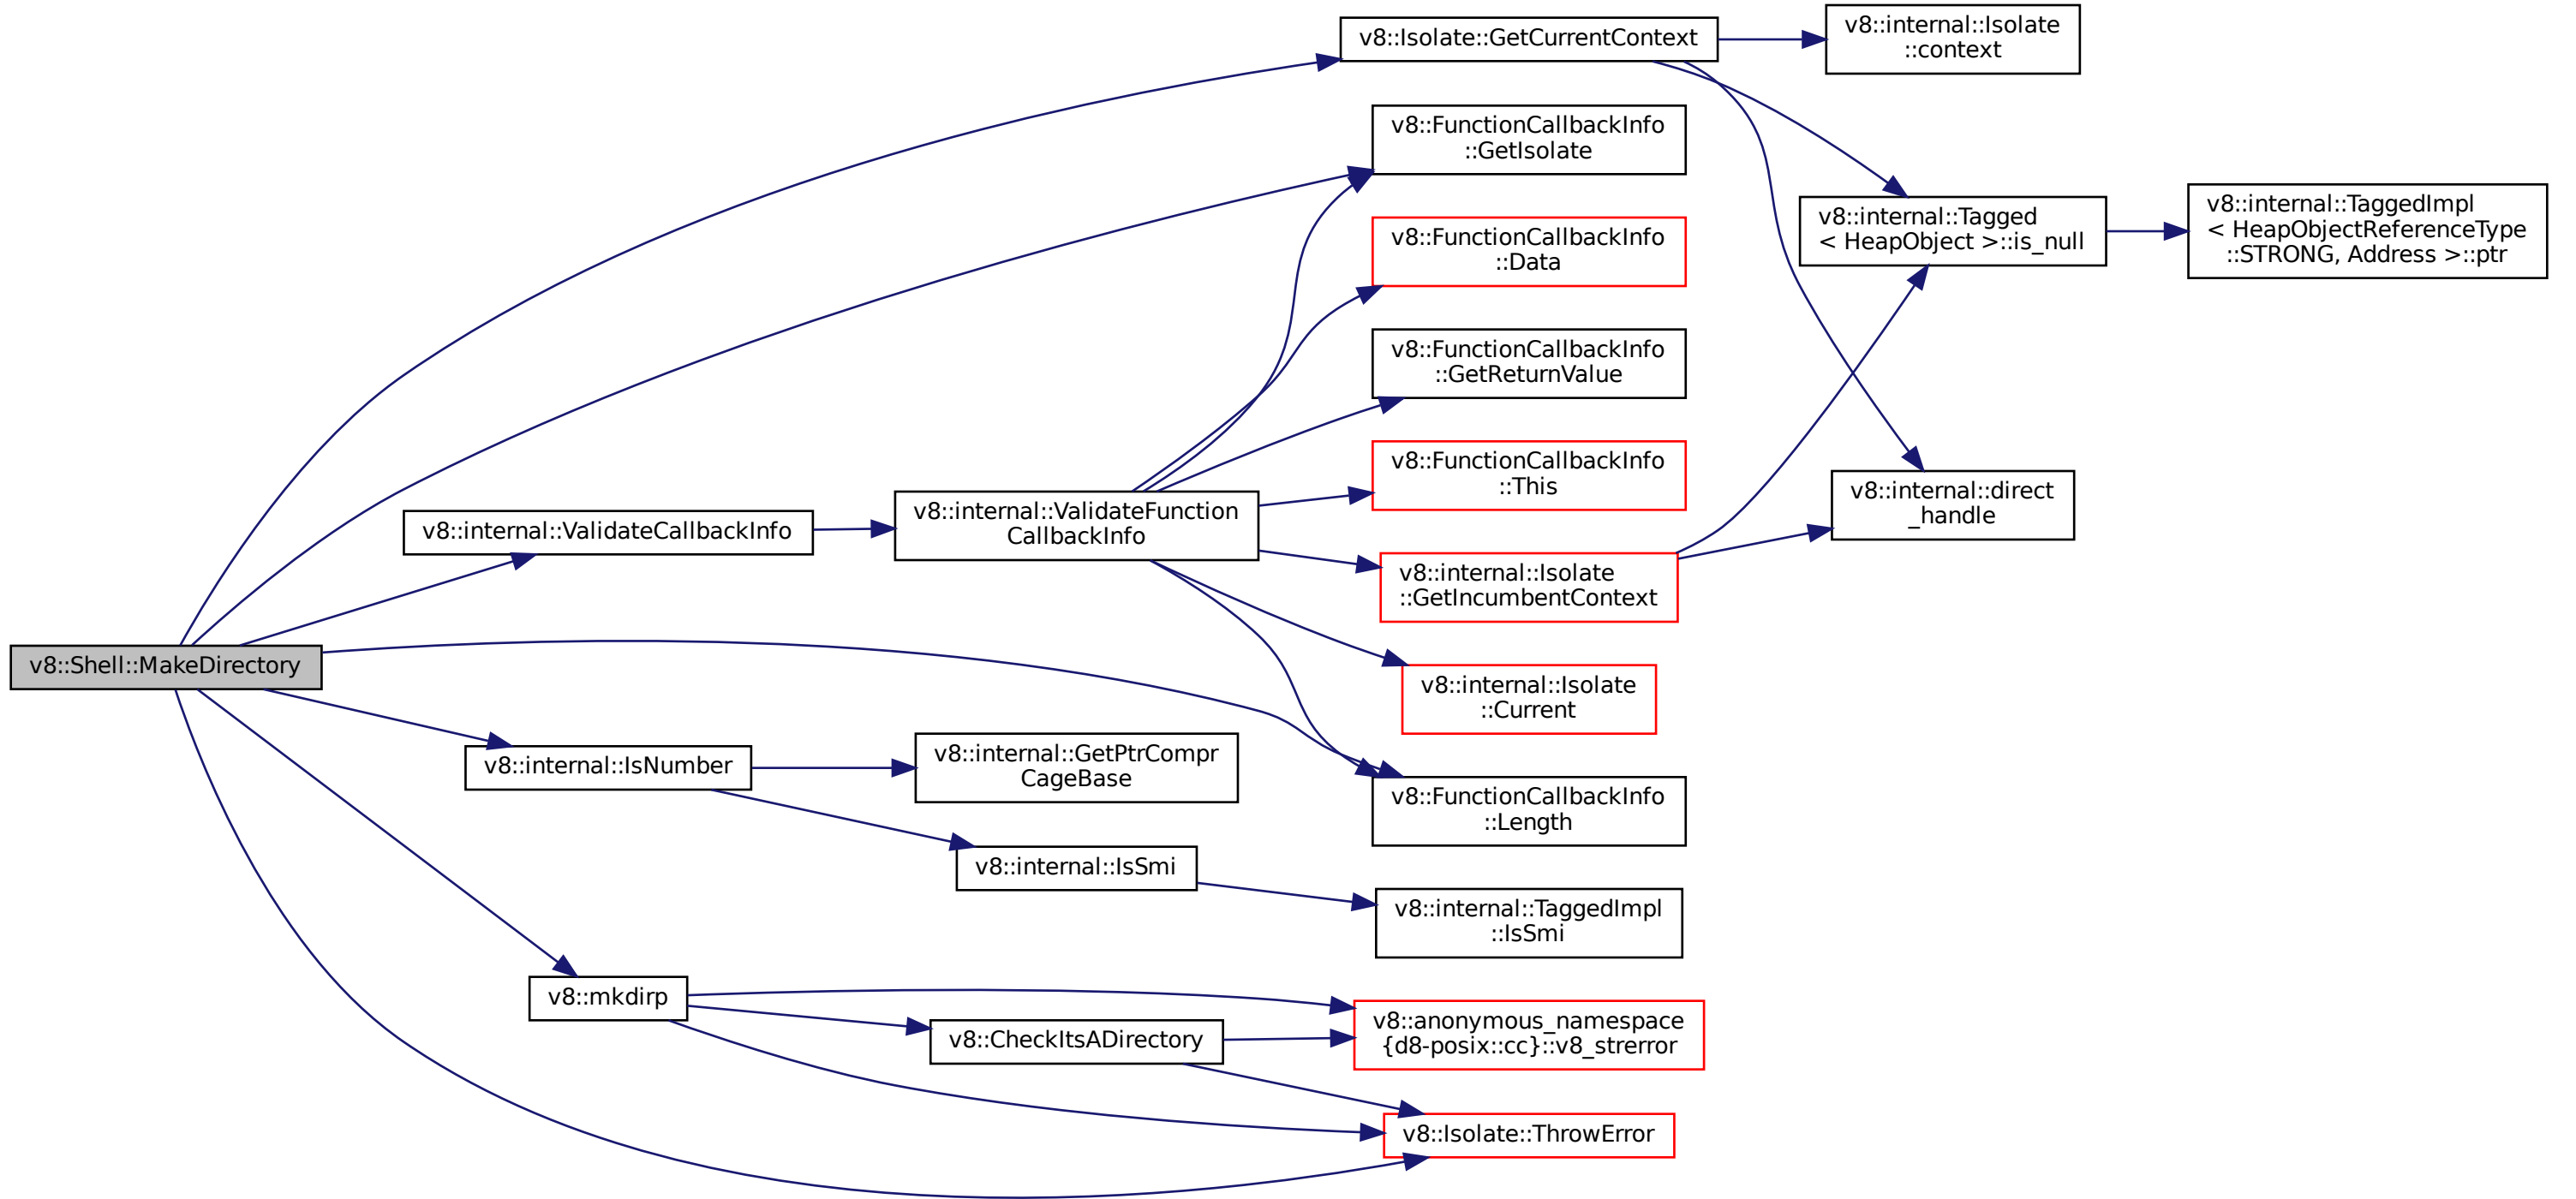 v8::Shell::MakeDirectory
v8::Isolate::GetCurrentContext
v8::internal::Isolate
::context
v8::FunctionCallbackInfo
::GetIsolate
v8::internal::Tagged
< HeapObject >::is_null
v8::internal::TaggedImpl
< HeapObjectReferenceType
::STRONG, Address >::ptr
v8::FunctionCallbackInfo
::Data
v8::FunctionCallbackInfo
::GetReturnValue
v8::FunctionCallbackInfo
::This
v8::internal::direct
_handle
v8::internal::ValidateCallbackInfo
v8::internal::ValidateFunction
CallbackInfo
v8::internal::Isolate
::GetIncumbentContext
v8::internal::Isolate
::Current
v8::internal::IsNumber
v8::internal::GetPtrCompr
CageBase
v8::FunctionCallbackInfo
::Length
v8::internal::IsSmi
v8::internal::TaggedImpl
::IsSmi
v8::mkdirp
v8::CheckItsADirectory
v8::anonymous_namespace
{d8-posix::cc}::v8_strerror
v8::Isolate::ThrowError